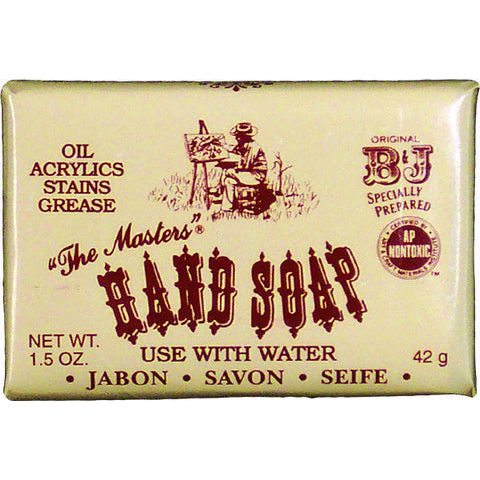 OIL
ACRYLICS
STAINS
GREASE
ORIGINAL
B&J
SPECIALLY
PREPARED
AP
NONTOXIC
"The Masters"®
HAND SOAP
NET WT.
1.5 OZ.
USE WITH WATER
42 g
• JABON • SAVON • SEIFE •